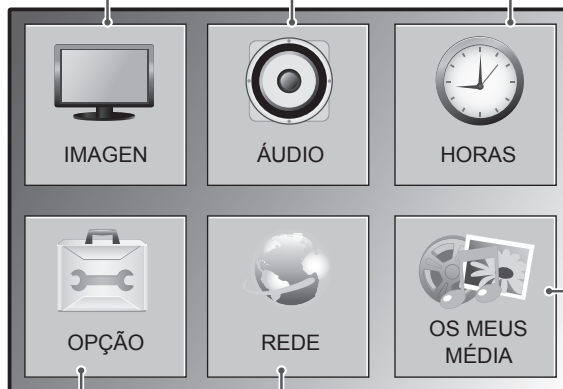 IMAGEN
ÁUDIO
HORAS
OPÇÃO
REDE
OS MEUS
MÉDIA